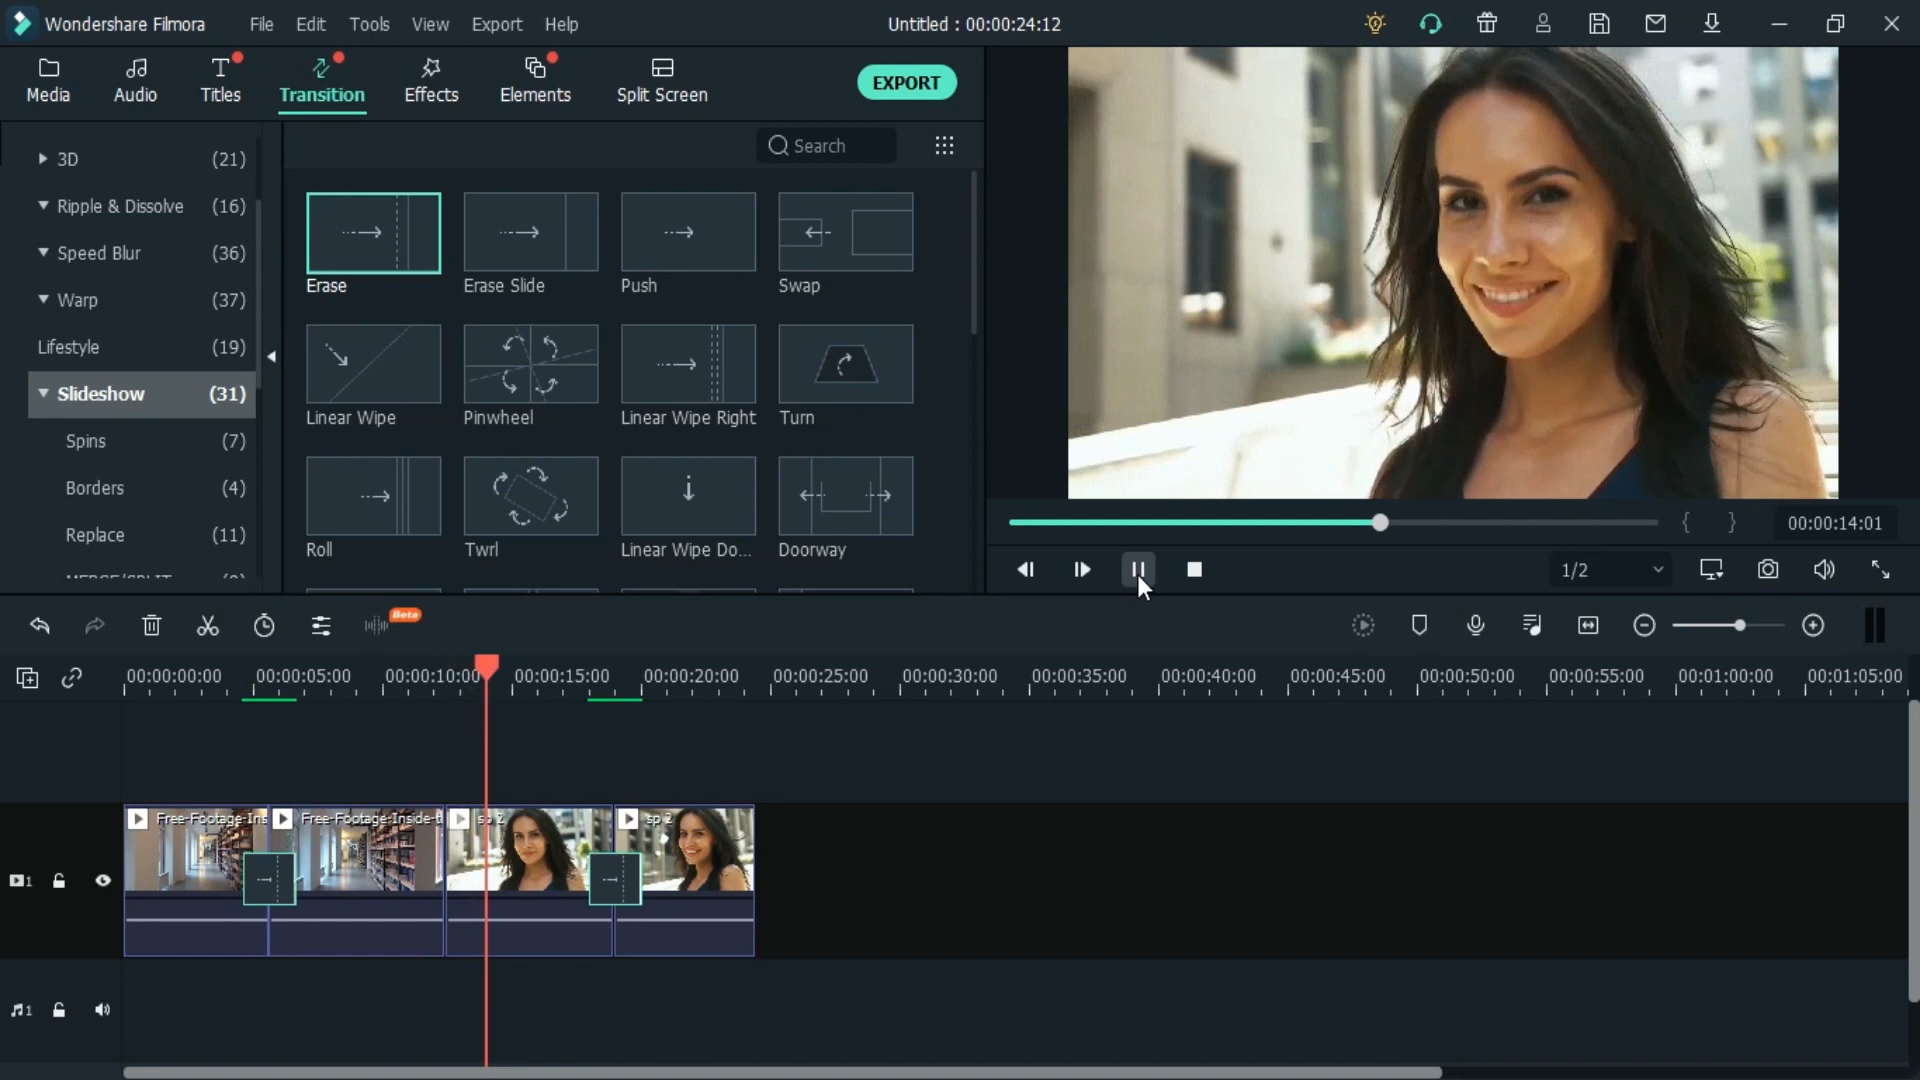 Wondershare Filmora File Edit Tools View Export Help Untitled : 00:00:24:12
Media Audio Titles Transition Effects Elements Split Screen EXPORT
3D (21)
Ripple & Dissolve (16)
Speed Blur (36)
Warp (37)
Lifestyle (19)
Slideshow (31)
Spins (7)
Borders (4)
Replace (11)
Search
Erase Erase Slide Push Swap
Linear Wipe Pinwheel Linear Wipe Right Turn
Roll Twrl Linear Wipe Do... Doorway
{ } 00:00:14:01
1/2
Beta
00:00:00:00 00:00:05:00 00:00:10:00 00:00:15:00 00:00:20:00 00:00:25:00 00:00:30:00 00:00:35:00 00:00:40:00 00:00:45:00 00:00:50:00 00:00:55:00 00:01:00:00 00:01:05:00
Free-Footage-Ins Free-Footage-Inside-t sp 2 sp 2
1
1